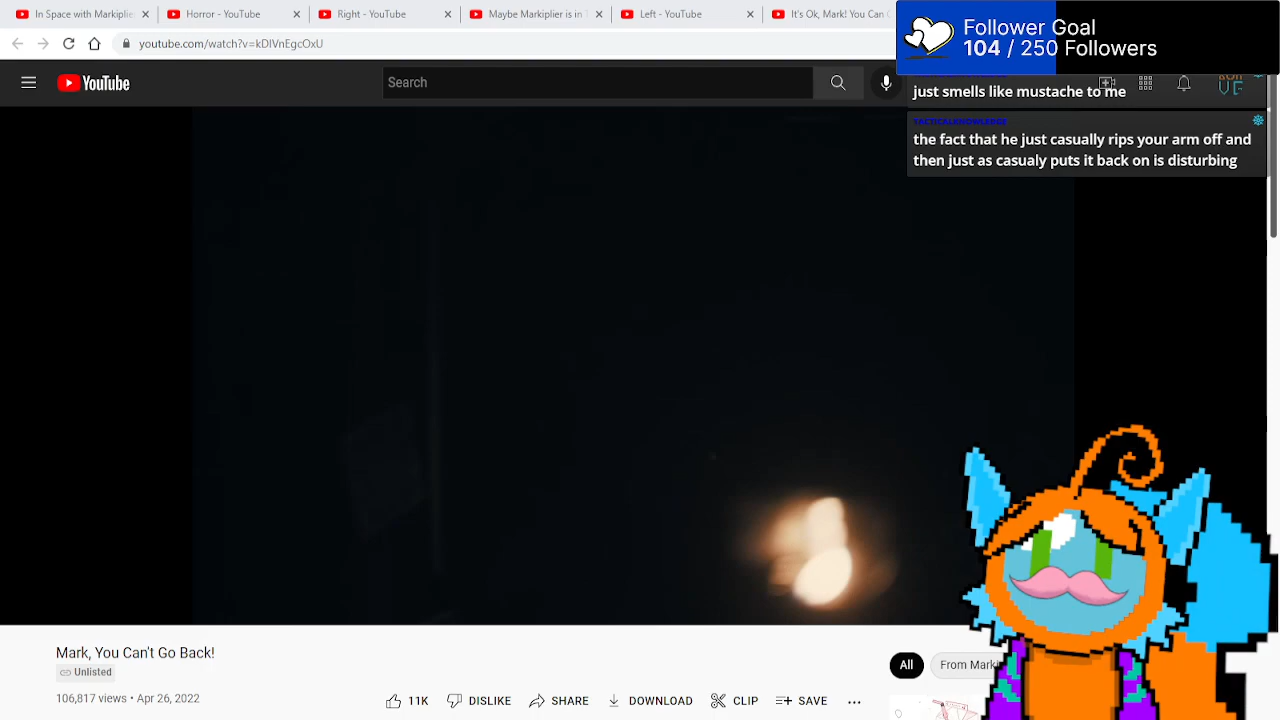 In Space with Markiplie
Horror - YouTube
Right - YouTube
Maybe Markiplier is in
Left - YouTube
It's Ok, Mark! You Can
Follower Goal
104 / 250 Followers
youtube.com/watch?v=kDIVnEgcOxU
YouTube
Search
just smells like mustache to me
TACTICALKNOWLEDGE
the fact that he just casually rips your arm off and
then just as casualy puts it back on is disturbing
Mark, You Can't Go Back!
Unlisted
All
From Marki
106,817 views • Apr 26, 2022
11K
DISLIKE
SHARE
DOWNLOAD
CLIP
SAVE